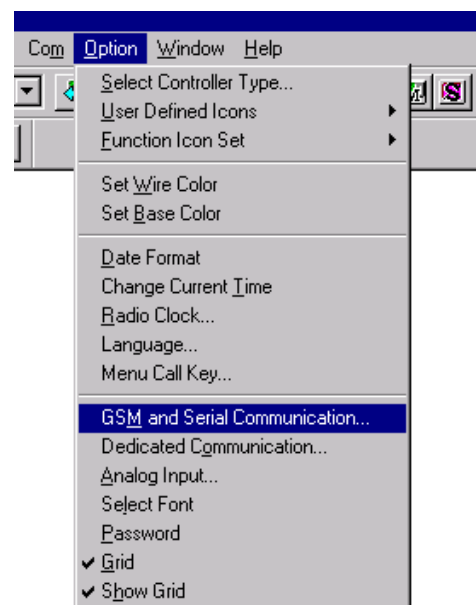 Com Option Window Help
Select Controller Type...
User Defined Icons
Function Icon Set
Set Wire Color
Set Base Color
Date Format
Change Current Time
Radio Clock...
Language...
Menu Call Key...
GSM and Serial Communication...
Dedicated Communication...
Analog Input...
Select Font
Password
Grid
Show Grid